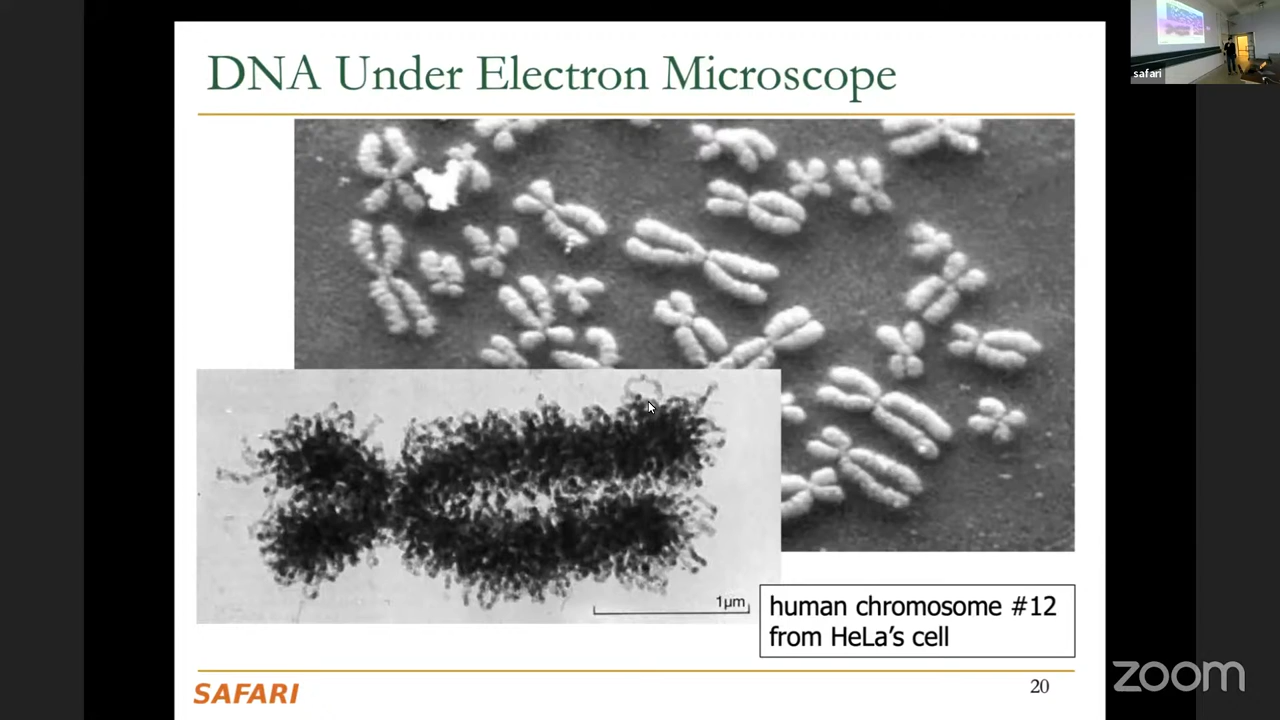 DNA Under Electron Microscope
safari
1µm
human chromosome #12
from HeLa's cell
SAFARI
20
zoom